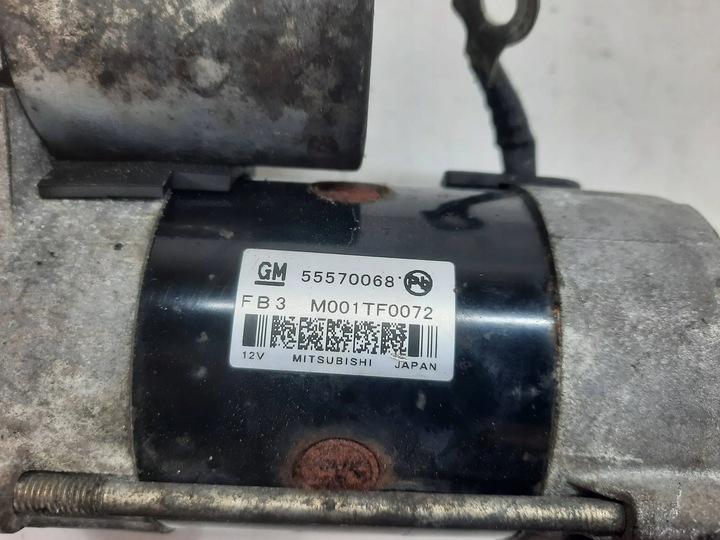 GM 55570068 Pb
FB3 M001TF0072
12V MITSUBISHI JAPAN